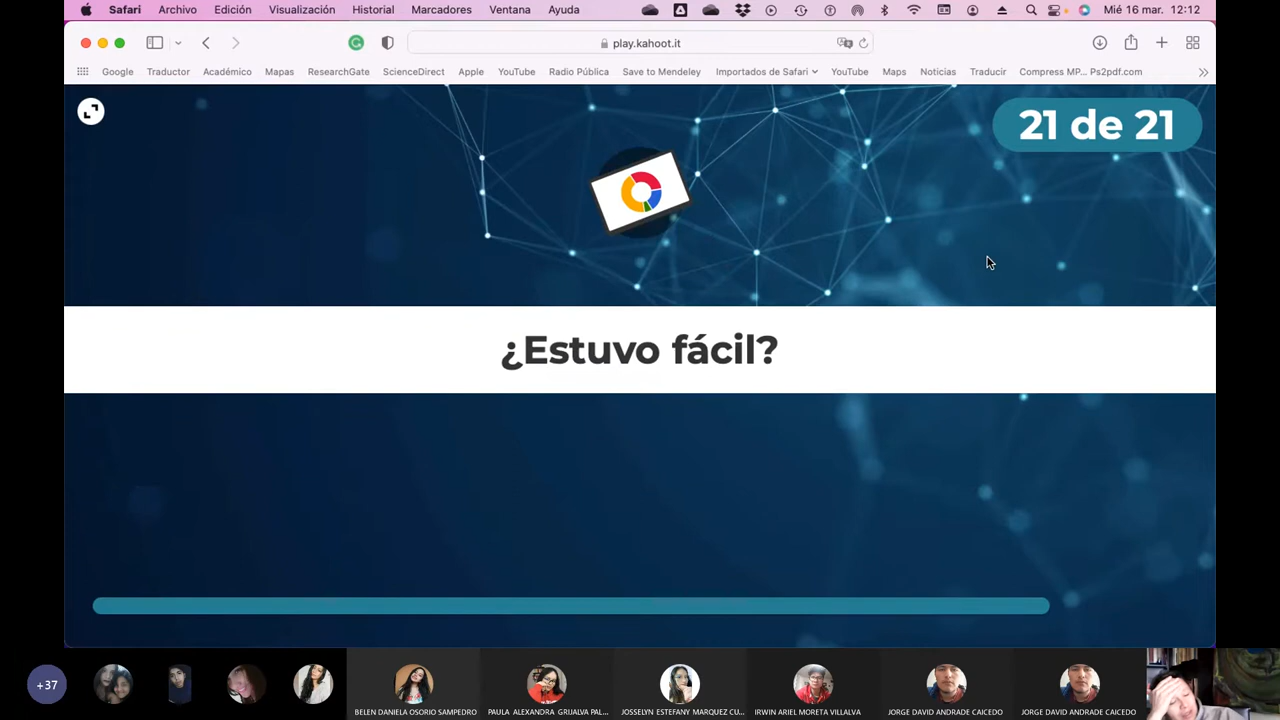 Safari Archivo Edición Visualización Historial Marcadores Ventana Ayuda Mié 16 mar. 12:12
play.kahoot.it
Google Traductor Académico Mapas ResearchGate ScienceDirect Apple YouTube Radio Pública Save to Mendeley Importados de Safari YouTube Maps Noticias Traducir Compress MP... Ps2pdf.com
21 de 21
¿Estuvo fácil?
+37
BELEN DANIELA OSORIO SAMPEDRO PAULA ALEXANDRA GRIJALVA PAL... JOSSELYN ESTEFANY MARQUEZ CU... IRWIN ARIEL MORETA VILLALVA JORGE DAVID ANDRADE CAICEDO JORGE DAVID ANDRADE CAICEDO